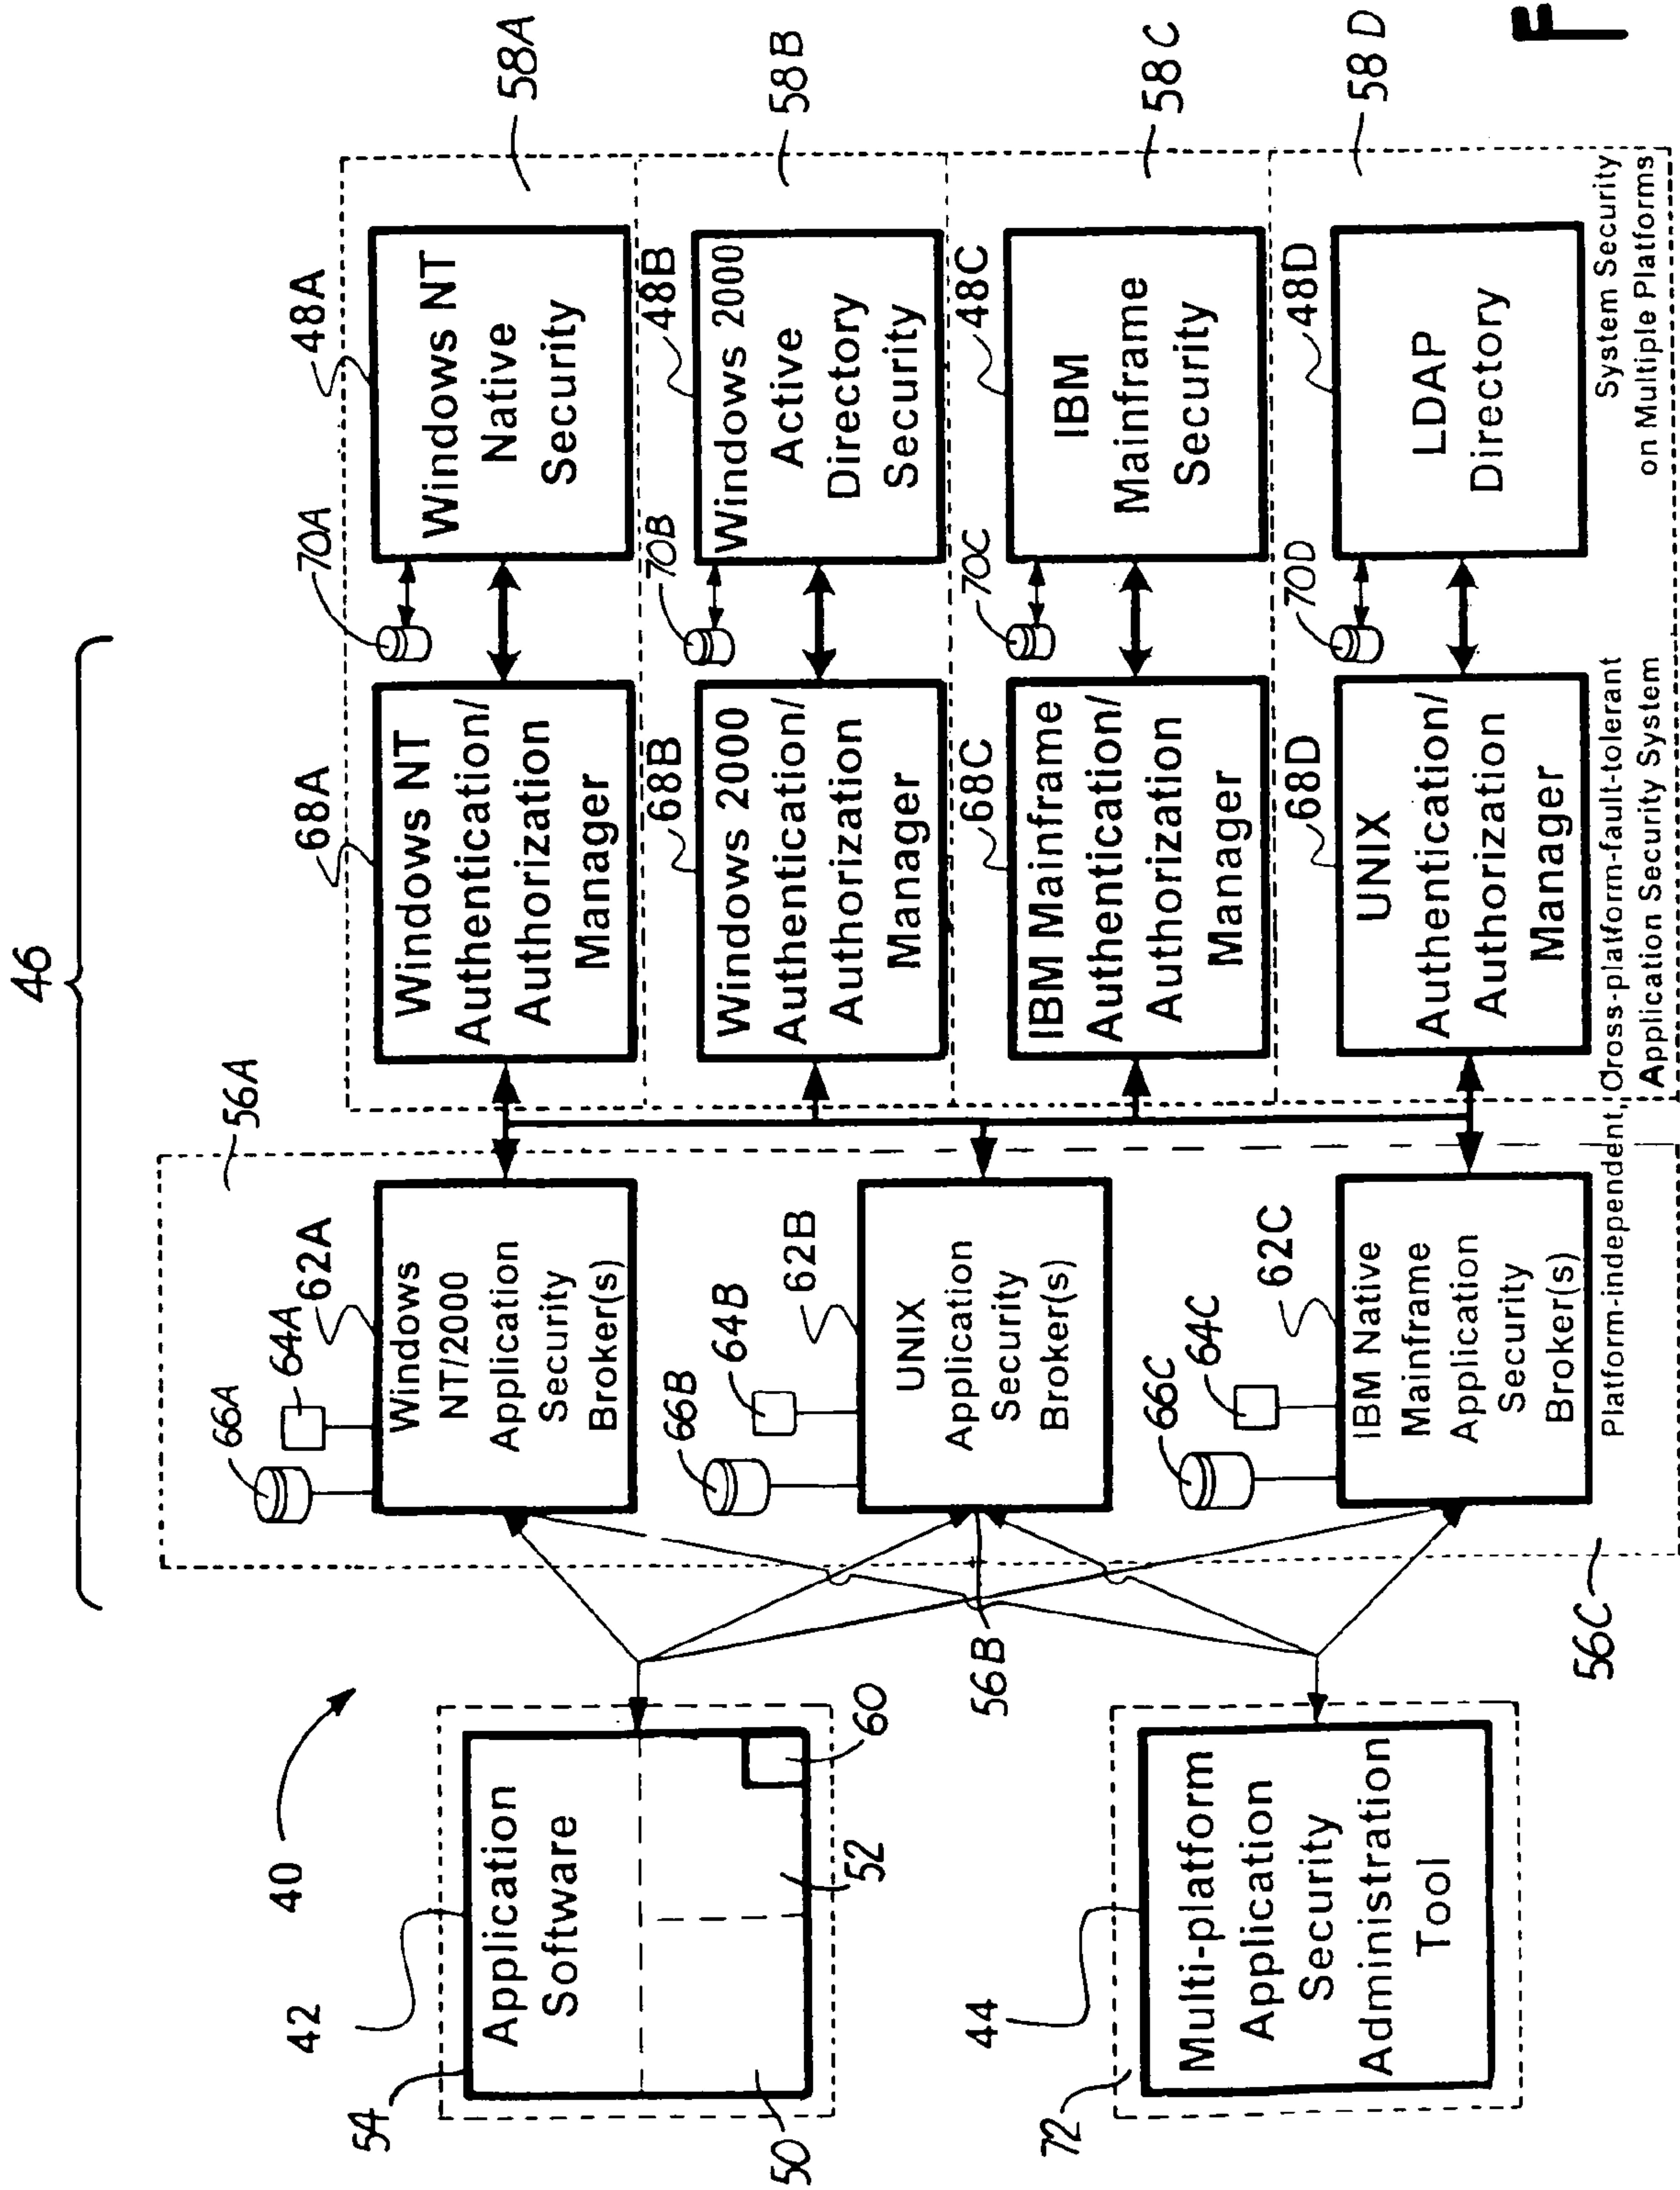 46
40
42
54
Application
Software
50
52
60
44
72
Multi-platform
Application
Security
Administration
Tool
56A
56B
56C
66A
64A
62A
Windows
NT/2000
Application
Security
Broker(s)
66B
64B
62B
UNIX
Application
Security
Broker(s)
66C
64C
62C
IBM Native
Mainframe
Application
Security
Broker(s)
68A
Windows NT
Authentication/
Authorization
Manager
70A
48A
Windows NT
Native
Security
58A
68B
Windows 2000
Authentication/
Authorization
Manager
70B
48B
Windows 2000
Active
Directory
Security
58B
68C
IBM Mainframe
Authentication/
Authorization
Manager
70C
48C
IBM
Mainframe
Security
58C
68D
UNIX
Authentication/
Authorization
Manager
70D
48D
LDAP
Directory
58D
Platform-independent, Cross-platform-fault-tolerant
Application Security System
System Security
on Multiple Platforms